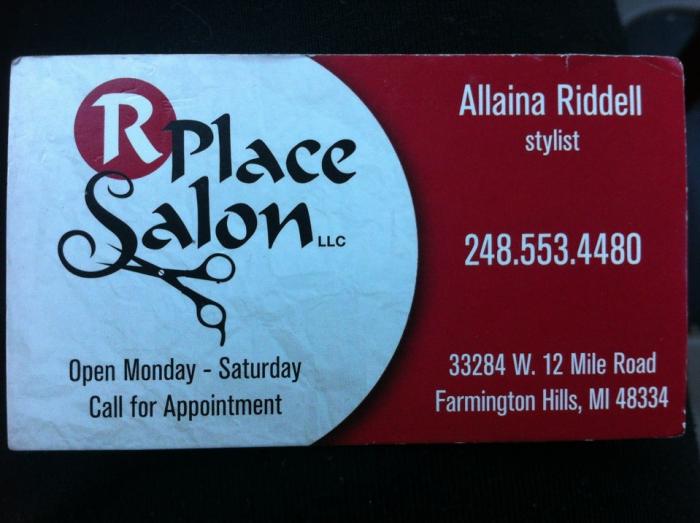 R Place
Salon LLC
Open Monday - Saturday
Call for Appointment
Allaina Riddell
stylist
248.553.4480
33284 W. 12 Mile Road
Farmington Hills, MI 48334